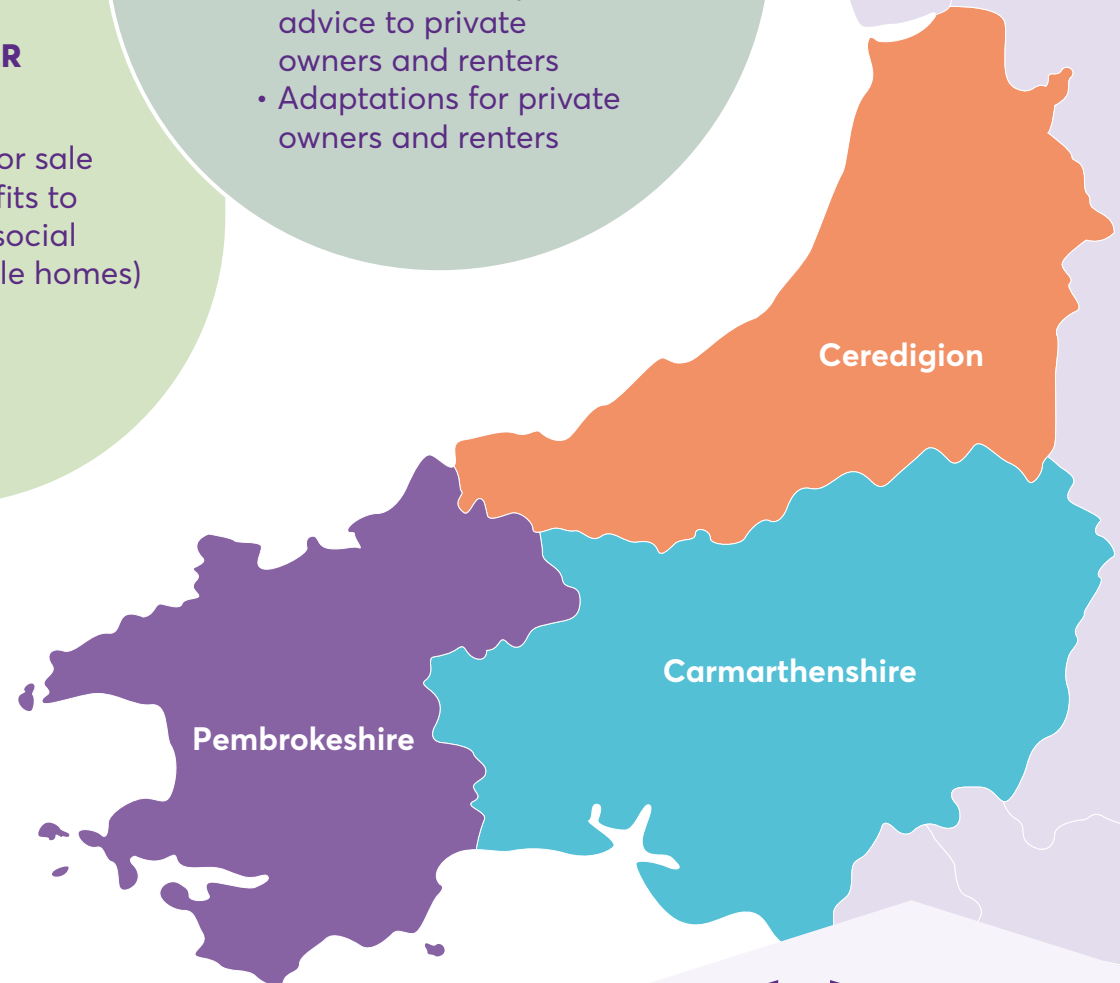 R
or sale
fits to
social
le homes)
advice to private
owners and renters
• Adaptations for private
owners and renters
Ceredigion
Carmarthenshire
Pembrokeshire